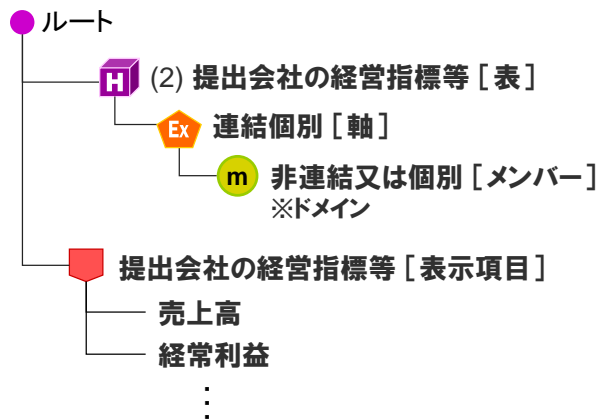 ルート
H (2) 提出会社の経営指標等 [ 表 ]
Ex 連結個別 [ 軸 ]
m 非連結又は個別 [ メンバー ]
※ドメイン
提出会社の経営指標等 [ 表示項目 ]
売上高
経常利益
⋮